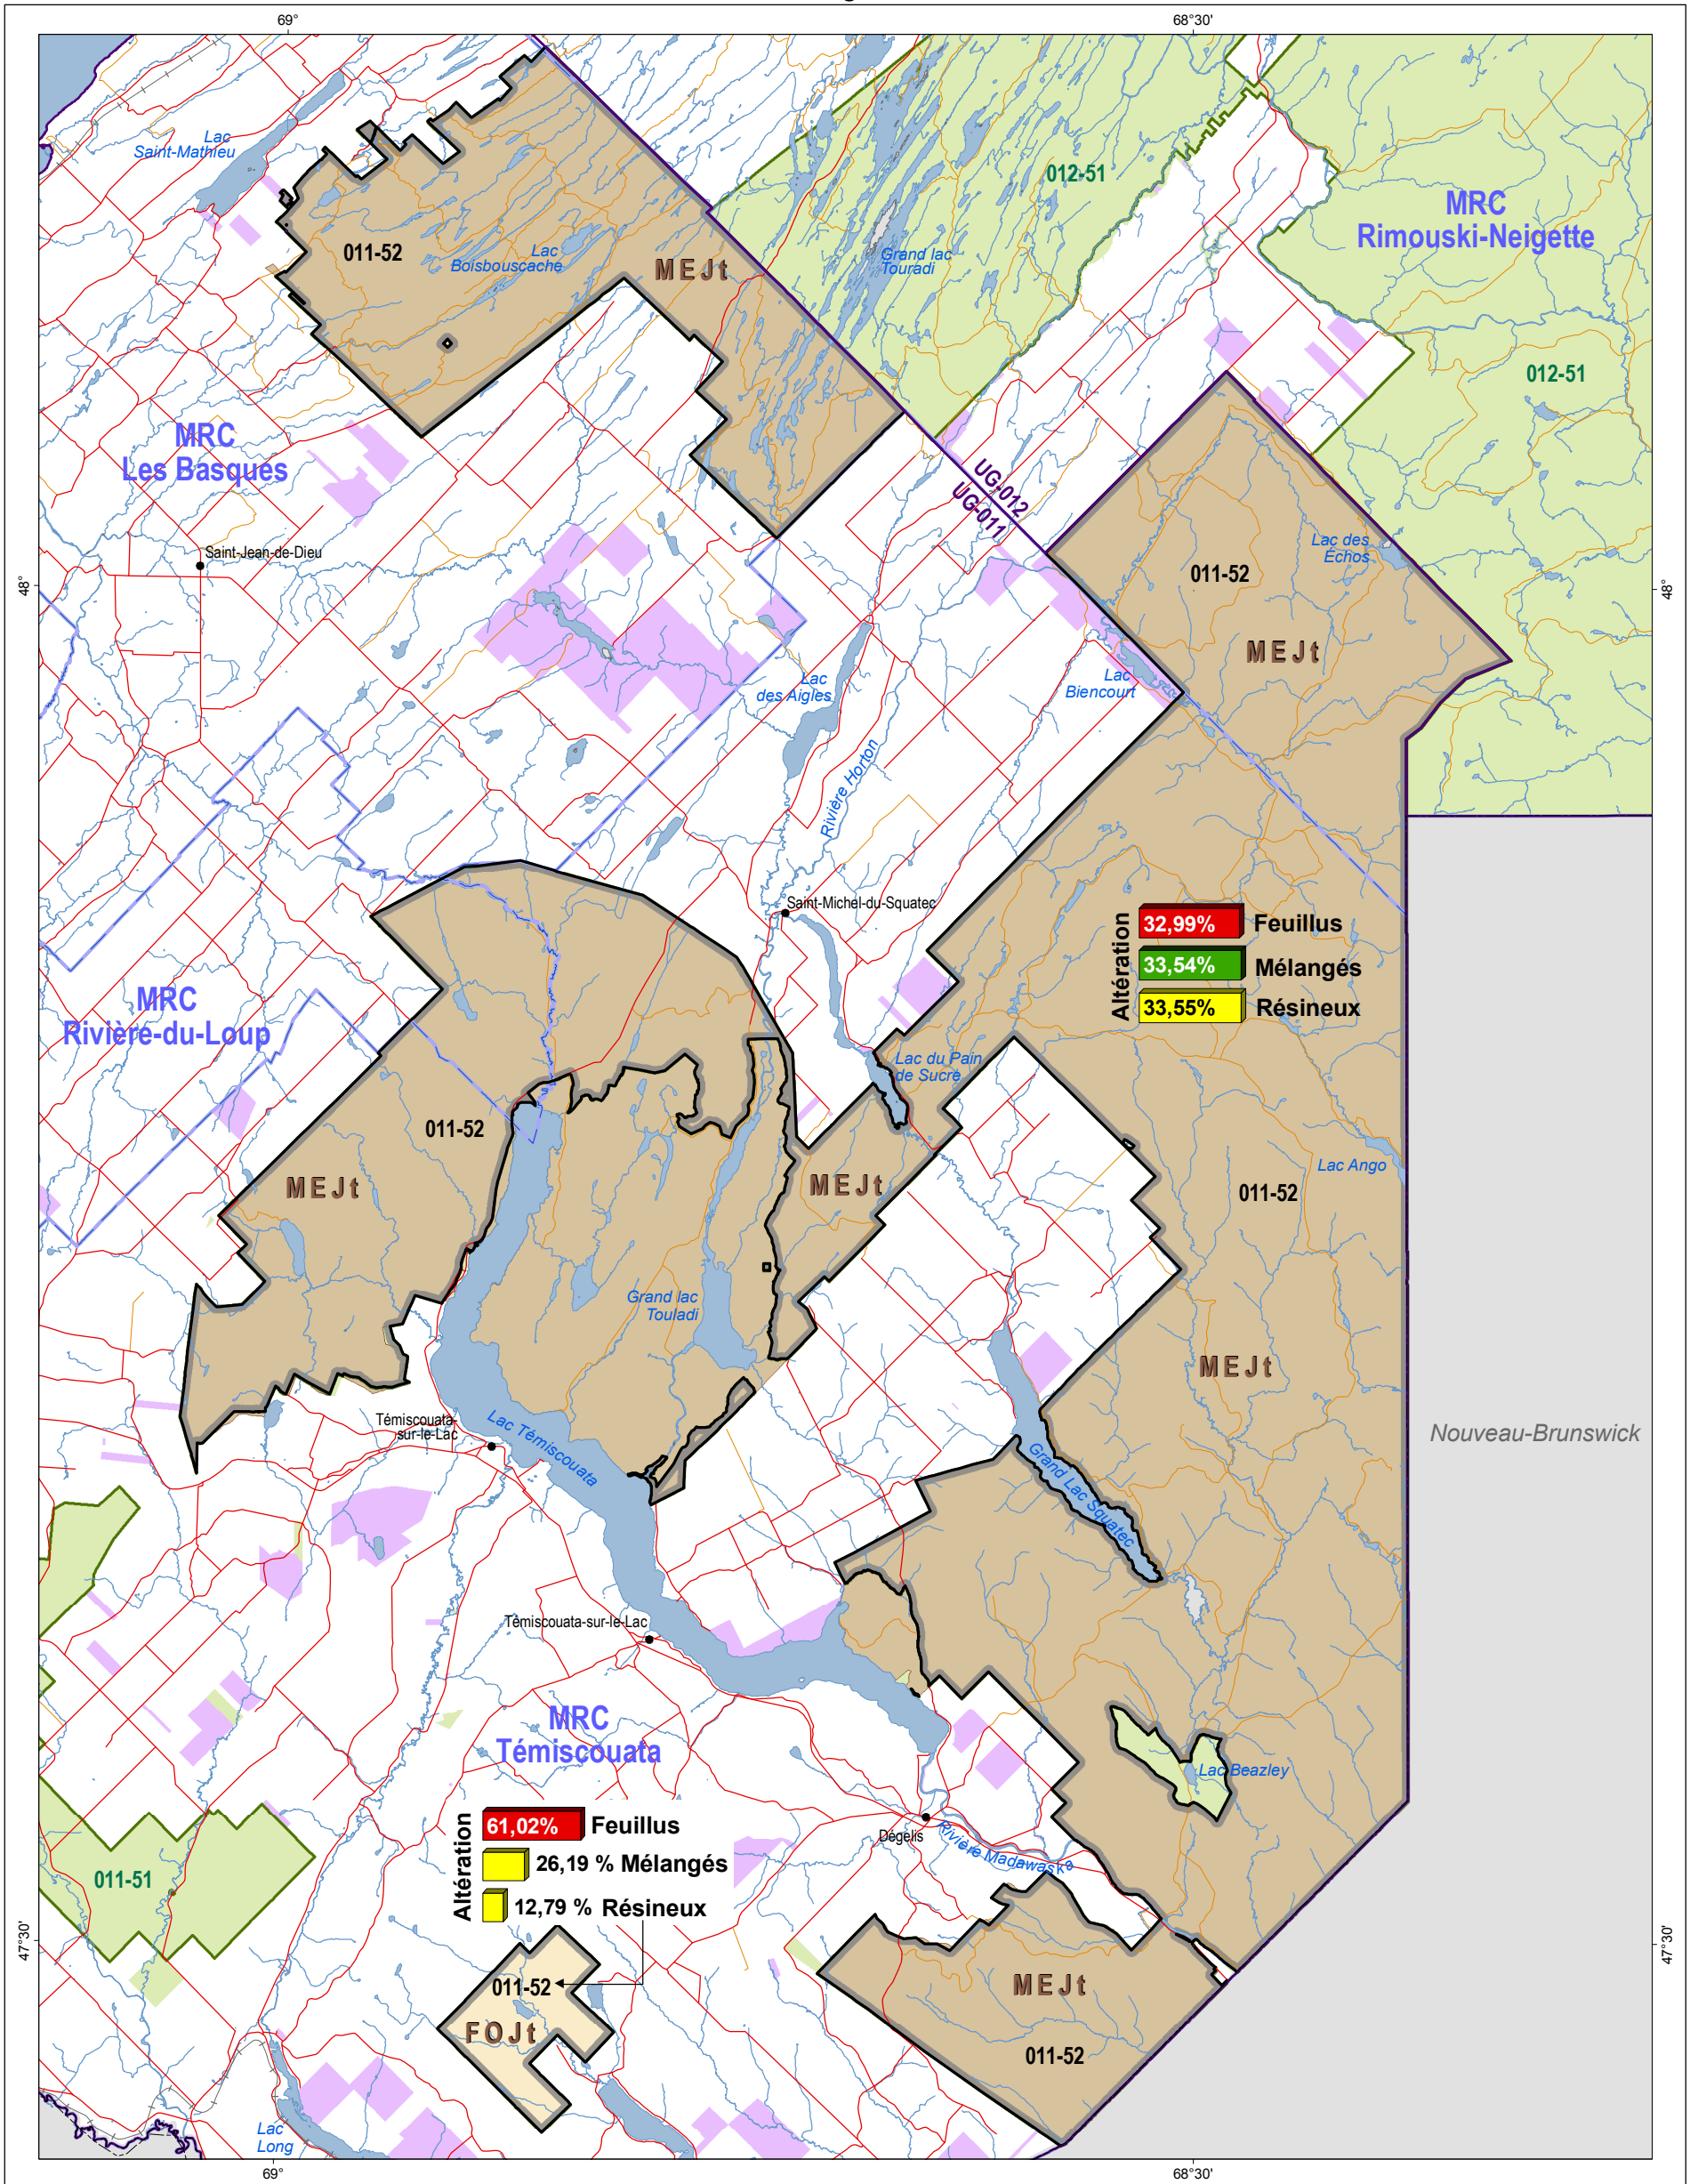 69°
68°30'
Lac
Saint-Mathieu
012-51
MRC
Rimouski-Neigette
011-52
Lac
Boisbouscache
MEJt
Grand lac
Touradi
012-51
MRC
Les Basques
UG-012
UG-011
Saint-Jean-de-Dieu
Lac des
Échos
48°
48°
011-52
MEJt
Lac
des Aigles
Lac
Biencourt
Rivière Horton
Saint-Michel-du-Squatec
Altération
32,99%
Feuillus
33,54%
Mélangés
33,55%
Résineux
MRC
Rivière-du-Loup
Lac du Pain
de Sucre
011-52
Lac Ango
MEJt
MEJt
011-52
Grand lac
Touladi
MEJt
Témiscouata-
sur-le-Lac
Lac Témiscouata
Nouveau-Brunswick
Grand Lac Squatec
Témiscouata-sur-le-Lac
MRC
Témiscouata
Lac Beazley
Altération
61,02%
Feuillus
26,19 % Mélangés
12,79 % Résineux
Dégelis
Rivière Madawaska
011-51
47°30'
47°30'
011-52
FOJt
MEJt
011-52
Lac
Long
69°
68°30'